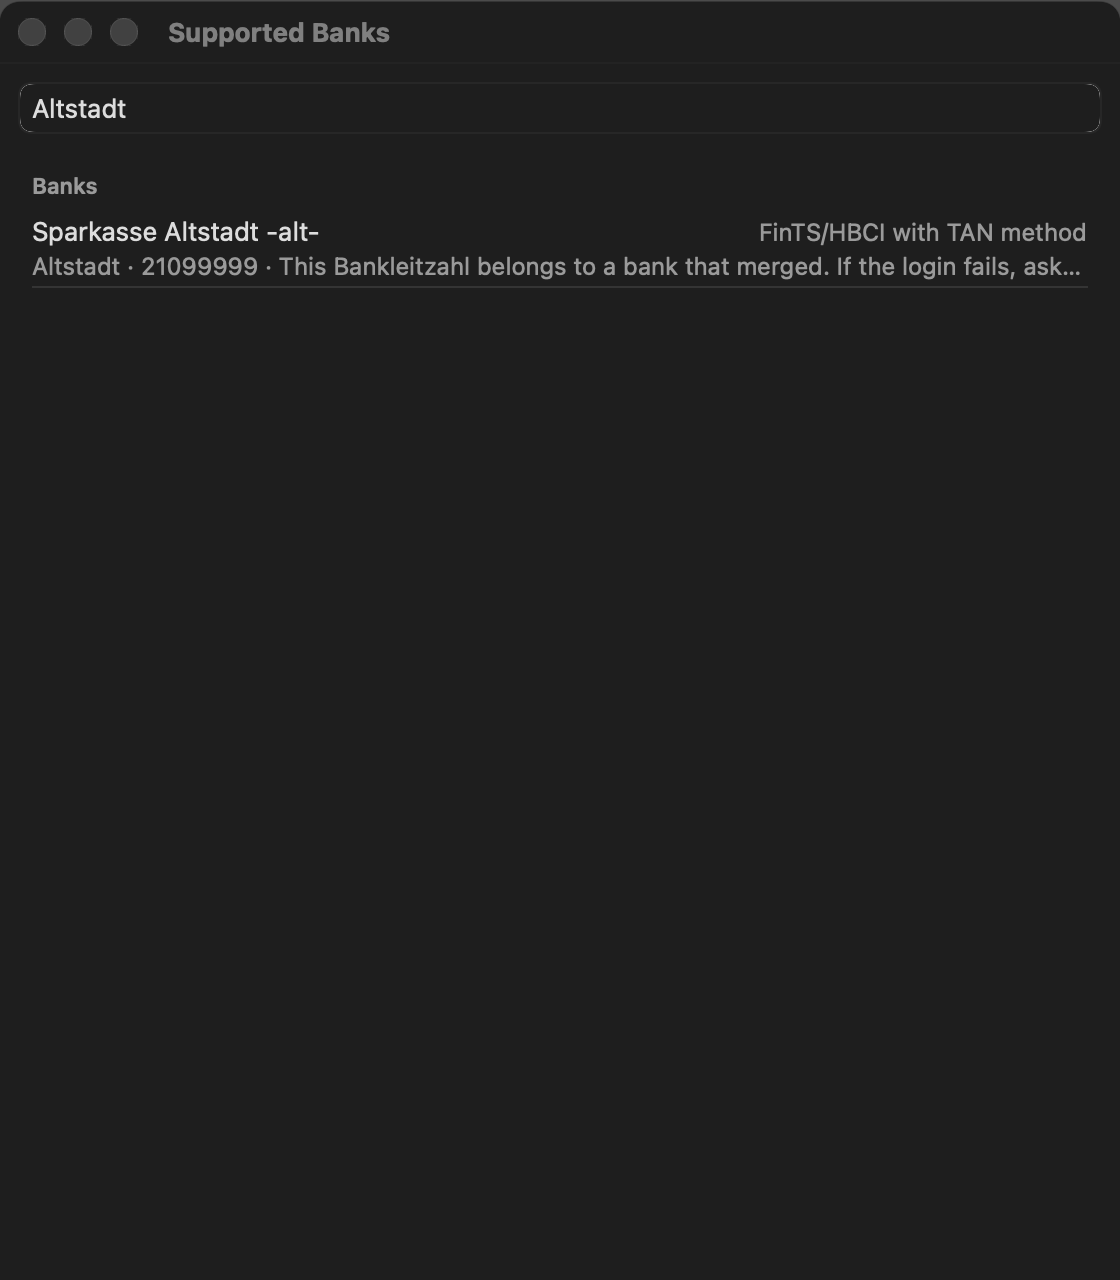 Supported Banks
Altstadt
Banks
Sparkasse Altstadt -alt-
FinTS/HBCI with TAN method
Altstadt · 21099999 · This Bankleitzahl belongs to a bank that merged. If the login fails, ask…